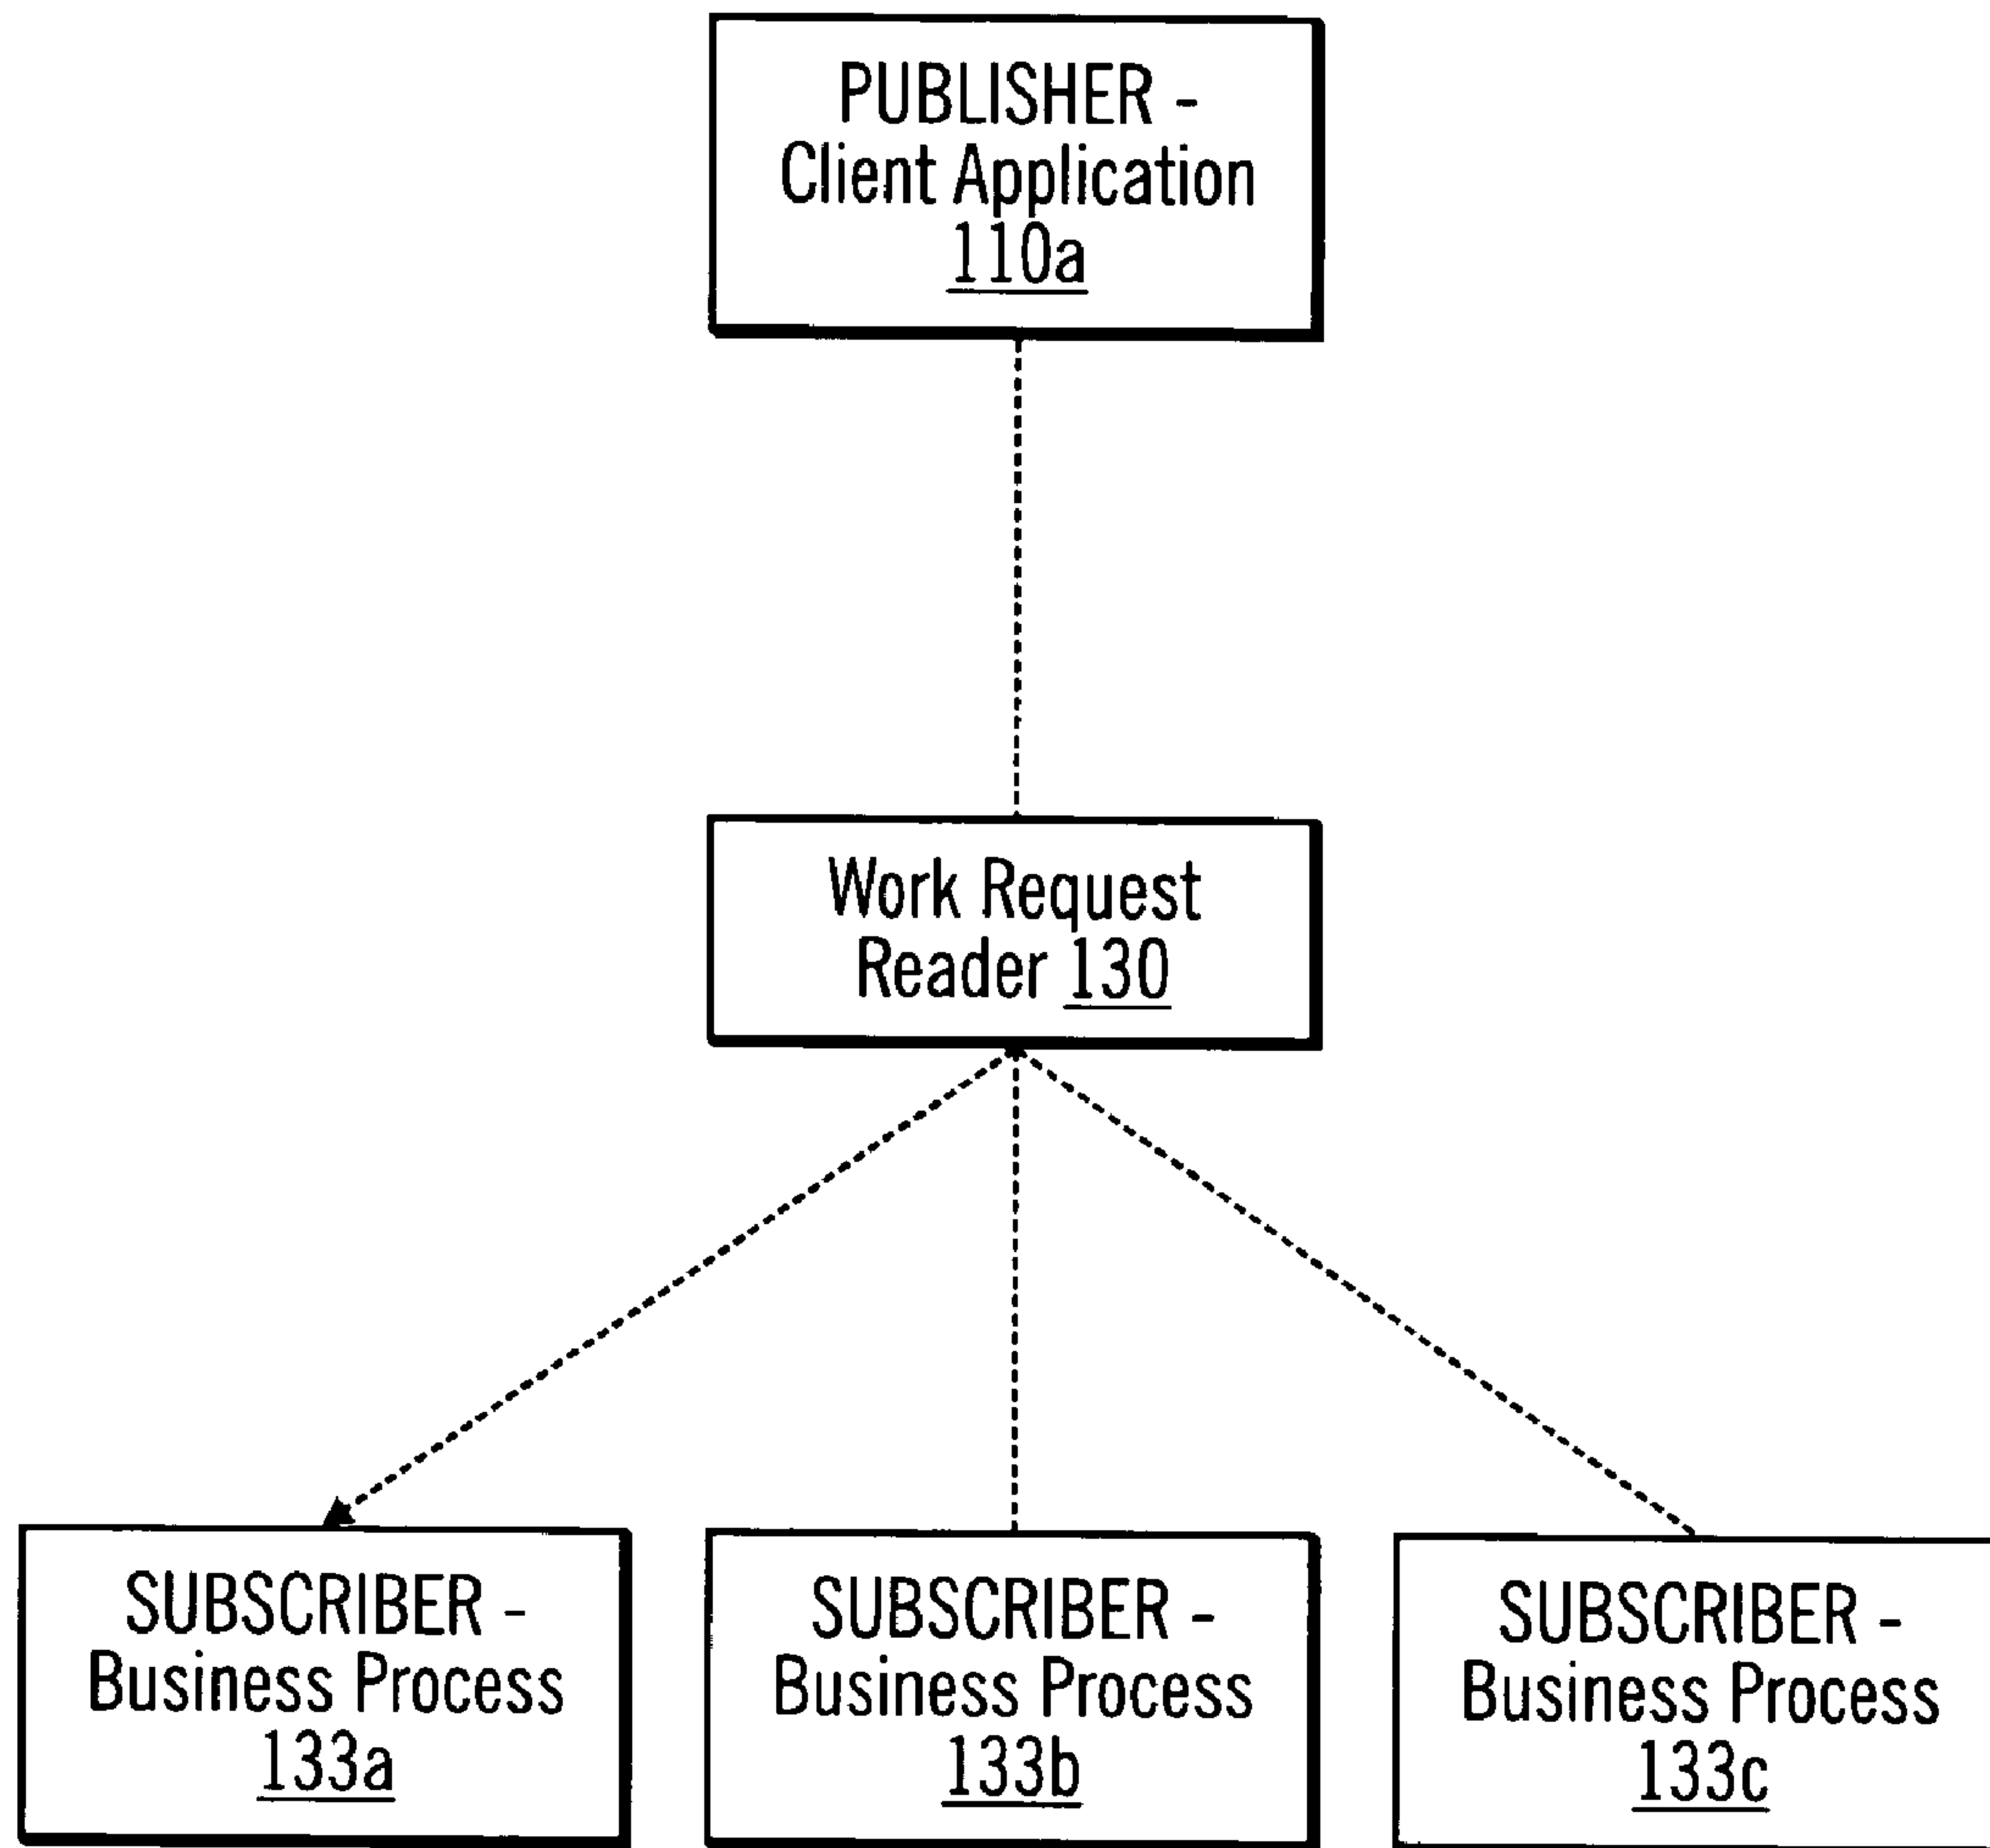 PUBLISHER -
Client Application
110a
Work Request
Reader 130
SUBSCRIBER -
Business Process
133a
SUBSCRIBER -
Business Process
133b
SUBSCRIBER -
Business Process
133c